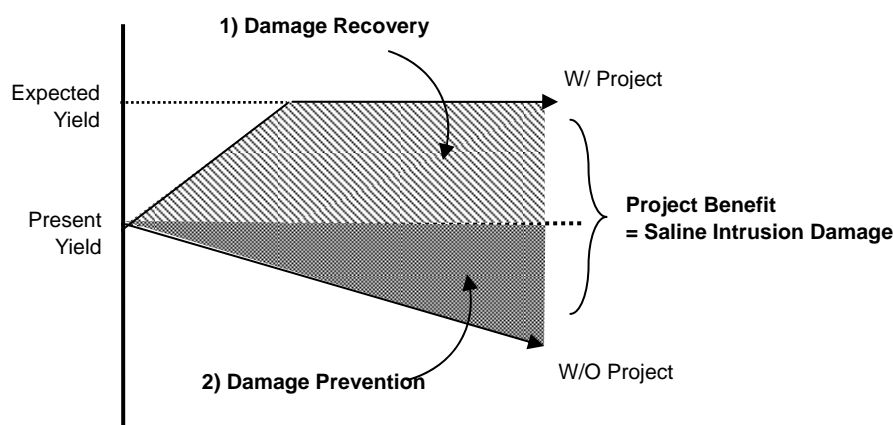 1) Damage Recovery
W/ Project
Expected
Yield
Present
Yield
Project Benefit
= Saline Intrusion Damage
2) Damage Prevention
W/O Project